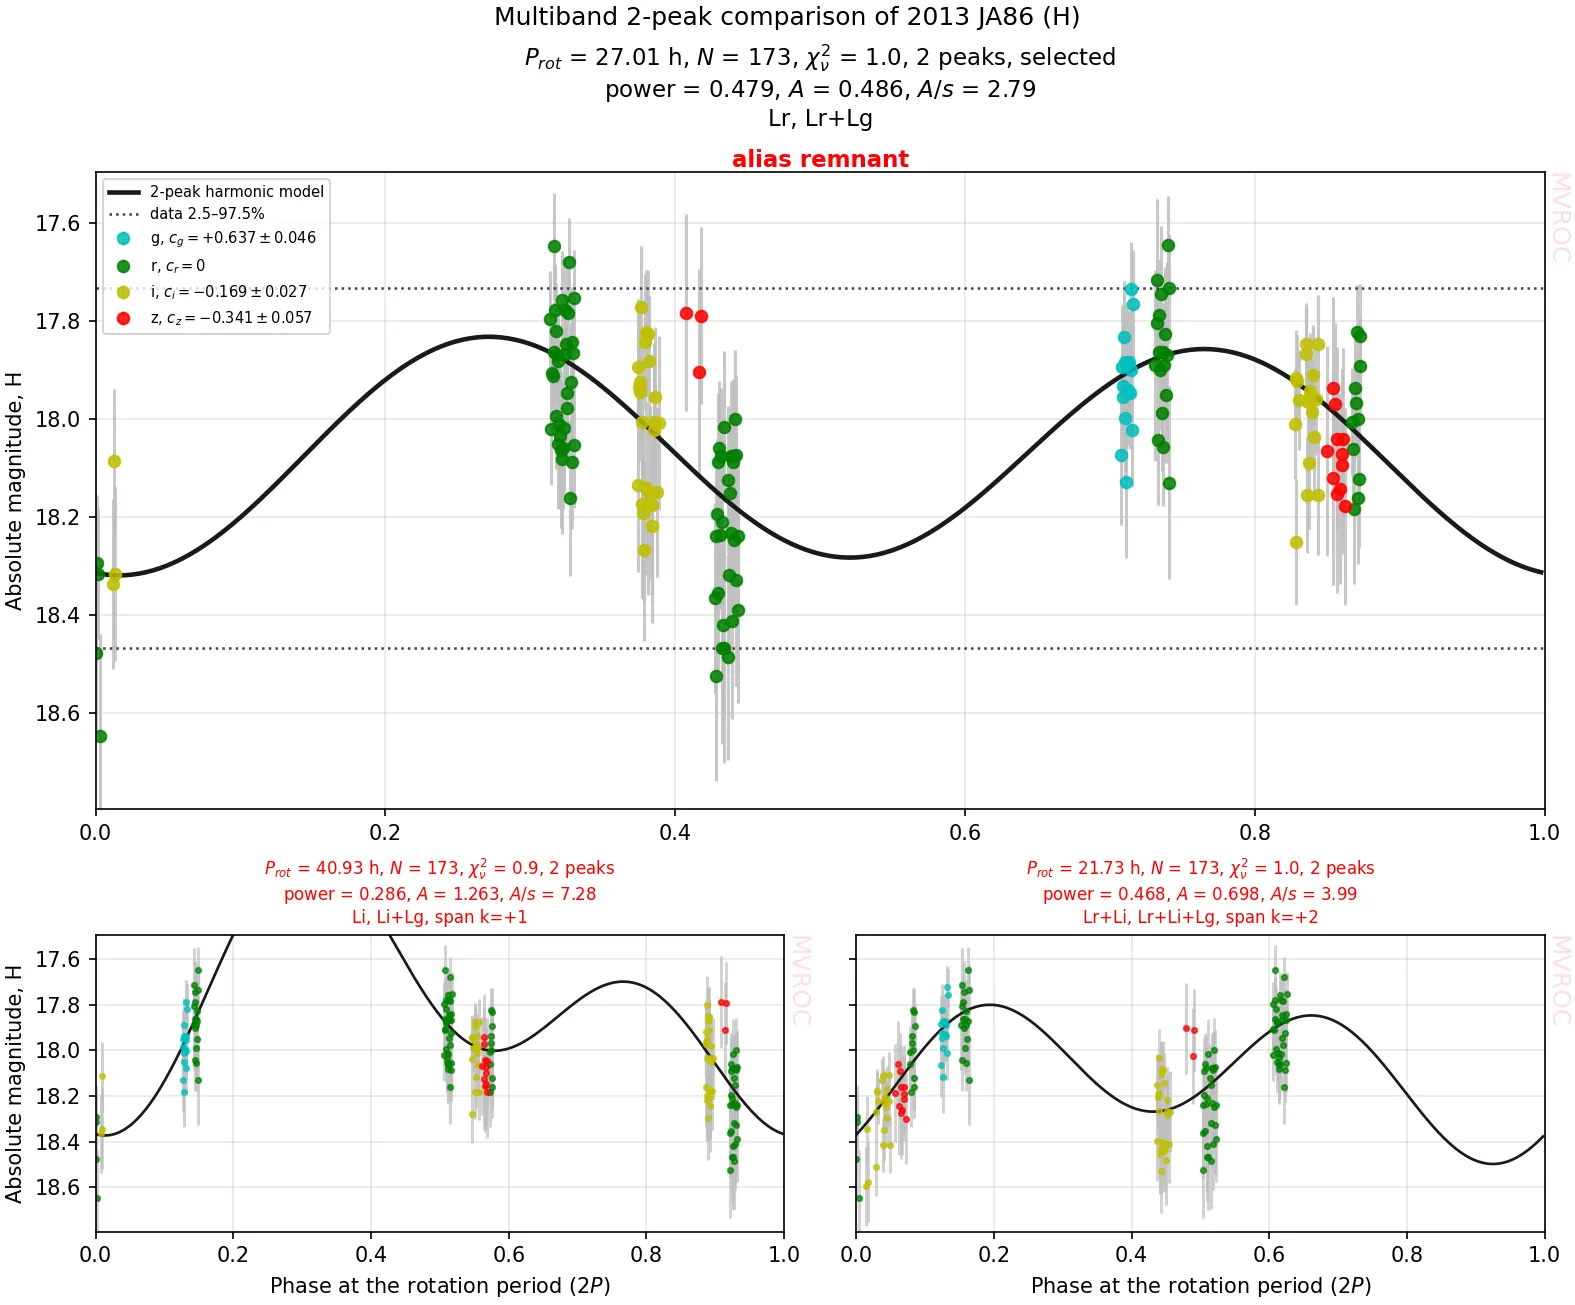 Multiband 2-peak comparison of 2013 JA86 (H)
P_rot = 27.01 h, N = 173, χ²_ν = 1.0, 2 peaks, selected
power = 0.479, A = 0.486, A/s = 2.79
Lr, Lr+Lg
alias remnant
2-peak harmonic model
data 2.5–97.5%
g, c_g = +0.637 ± 0.046
r, c_r = 0
i, c_i = −0.169 ± 0.027
z, c_z = −0.341 ± 0.057
MVROC
Absolute magnitude, H
17.6
17.8
18.0
18.2
18.4
18.6
0.0 0.2 0.4 0.6 0.8 1.0
P_rot = 40.93 h, N = 173, χ²_ν = 0.9, 2 peaks
power = 0.286, A = 1.263, A/s = 7.28
Li, Li+Lg, span k=+1
MVROC
Absolute magnitude, H
17.6
17.8
18.0
18.2
18.4
18.6
0.0 0.2 0.4 0.6 0.8 1.0
Phase at the rotation period (2P)
P_rot = 21.73 h, N = 173, χ²_ν = 1.0, 2 peaks
power = 0.468, A = 0.698, A/s = 3.99
Lr+Li, Lr+Li+Lg, span k=+2
MVROC
0.0 0.2 0.4 0.6 0.8 1.0
Phase at the rotation period (2P)